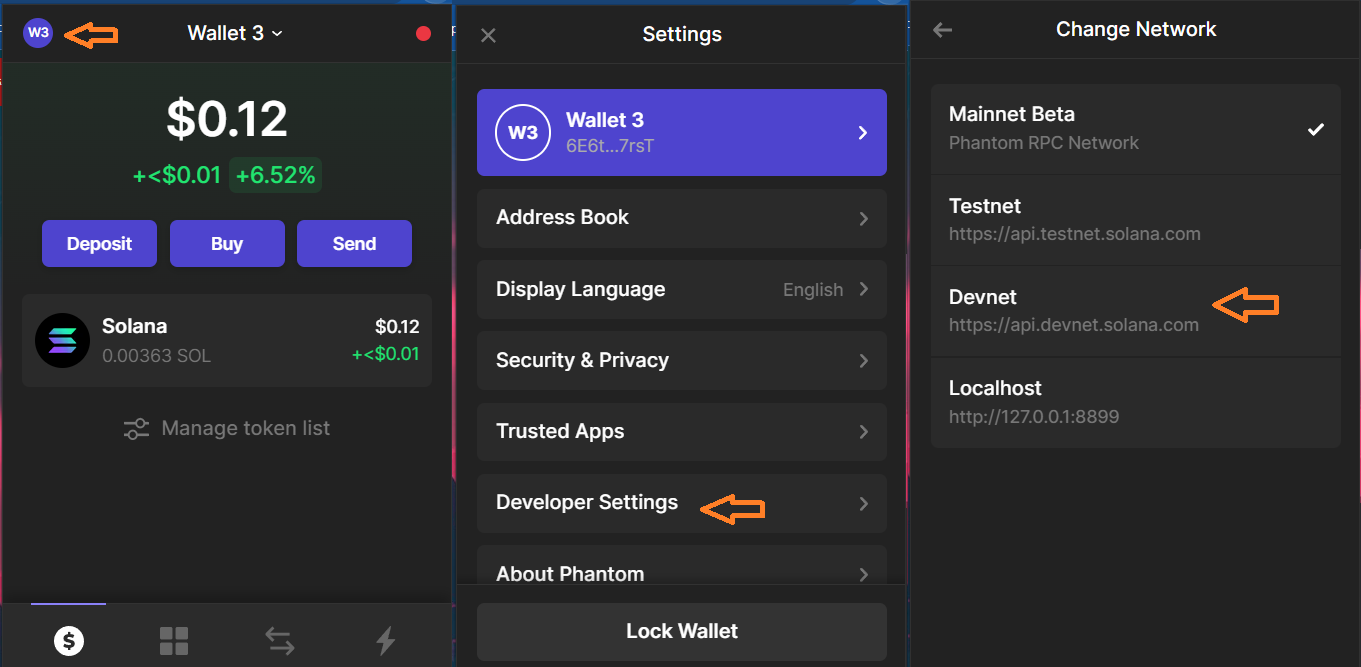 W3
Wallet 3
$0.12
+<$0.01 +6.52%
Deposit
Buy
Send
Solana
$0.12
0.00363 SOL
+<$0.01
Manage token list
$
Settings
W3
Wallet 3
6E6t...7rsT
Address Book
Display Language
English
Security & Privacy
Trusted Apps
Developer Settings
About Phantom
Lock Wallet
Change Network
Mainnet Beta
Phantom RPC Network
Testnet
https://api.testnet.solana.com
Devnet
https://api.devnet.solana.com
Localhost
http://127.0.0.1:8899